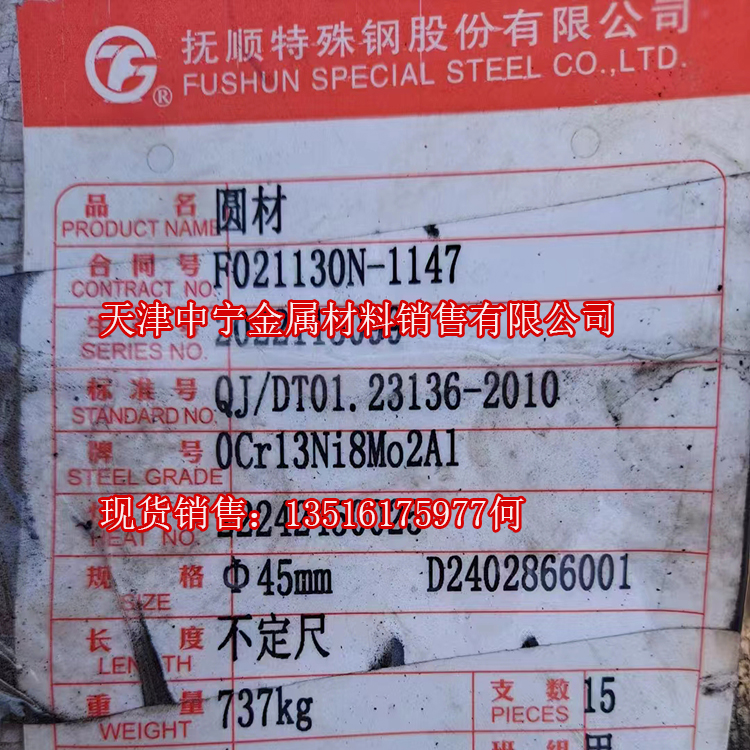 抚顺特殊钢股份有限公司
® FUSHUN SPECIAL STEEL CO.,LTD.
品名 圆材
PRODUCT NAME
合同号 F021130N-1147
CONTRACT NO.
天津中宁金属材料销售有限公司
SERIES NO.
标准号 QJ/DT01.23136-2010
STANDARD NO.
牌号 0Cr13Ni8Mo2Al
STEEL GRADE
现货销售：13516175977何
HEAT NO.
规格 Φ45mm D2402866001
SIZE
长度 不定尺
LENGTH
重量 737kg 支数 15
WEIGHT PIECES